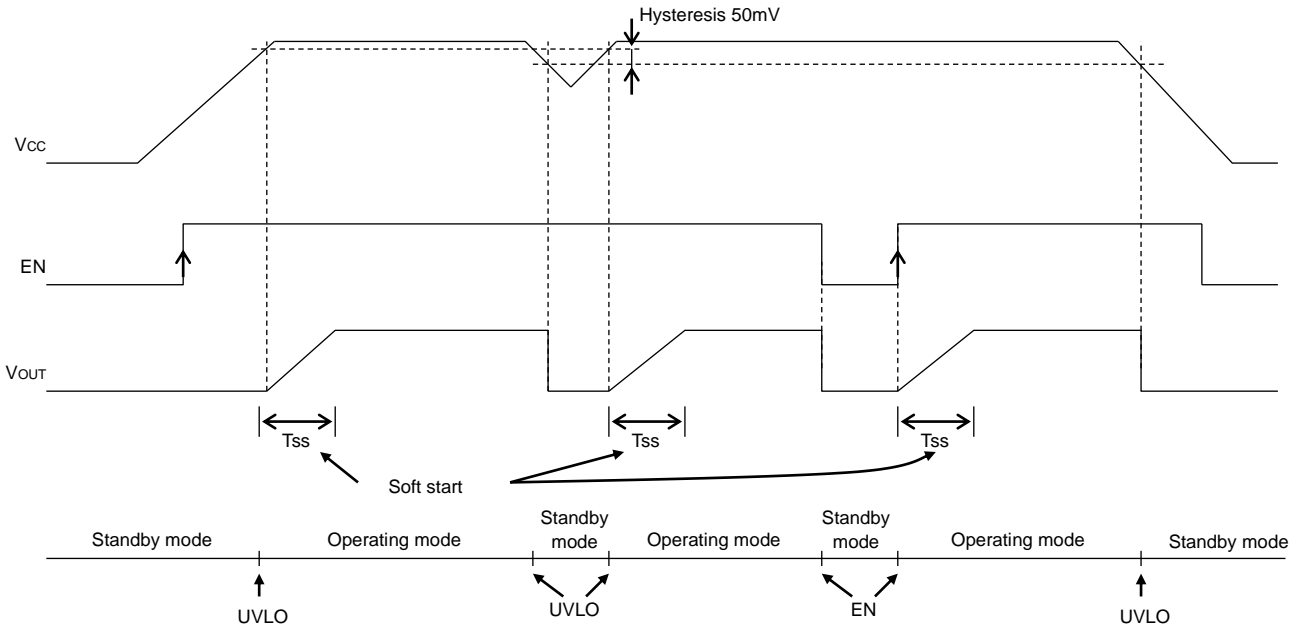 Hysteresis 50mV
VCC
EN
VOUT
Tss
Tss
Tss
Soft start
Standby mode
Operating mode
Standby
mode
Operating mode
Standby
mode
Operating mode
Standby mode
UVLO
UVLO
EN
UVLO